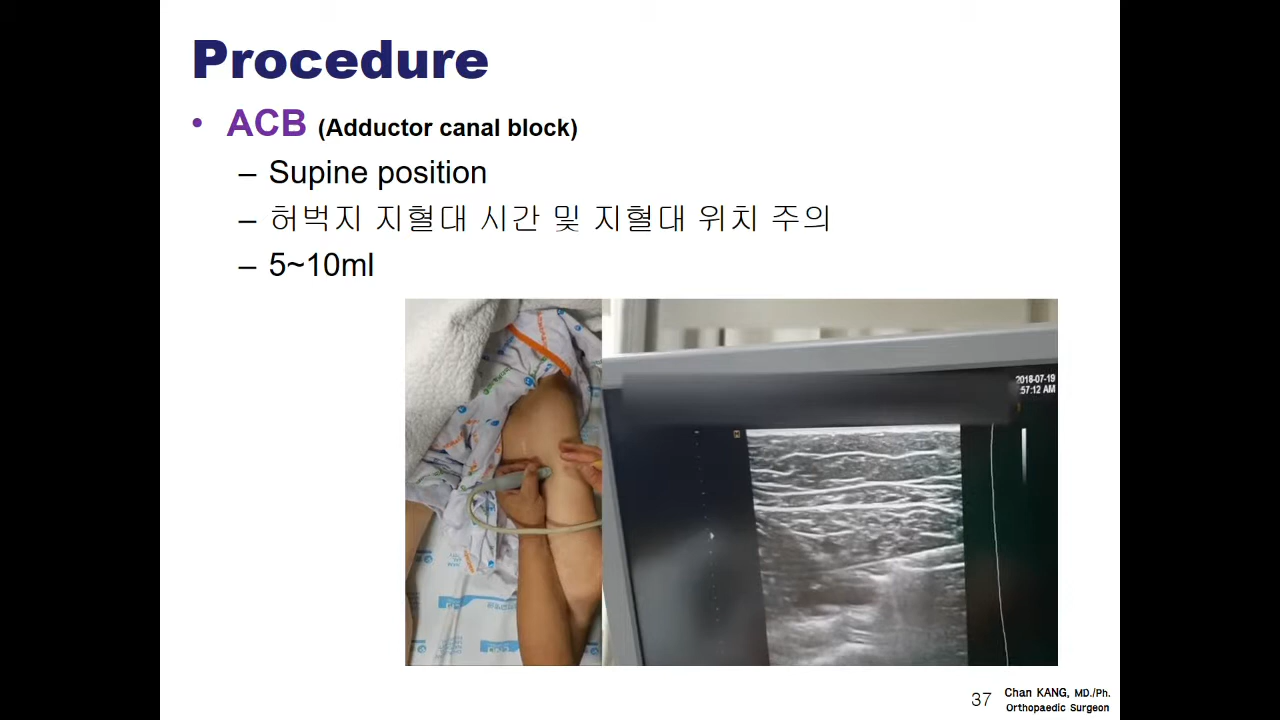 Procedure
• ACB (Adductor canal block)
– Supine position
– 허벅지 지혈대 시간 및 지혈대 위치 주의
– 5~10ml
2018-07-19
:57:12 AM
37
Chan KANG, MD./Ph.
Orthopaedic Surgeon